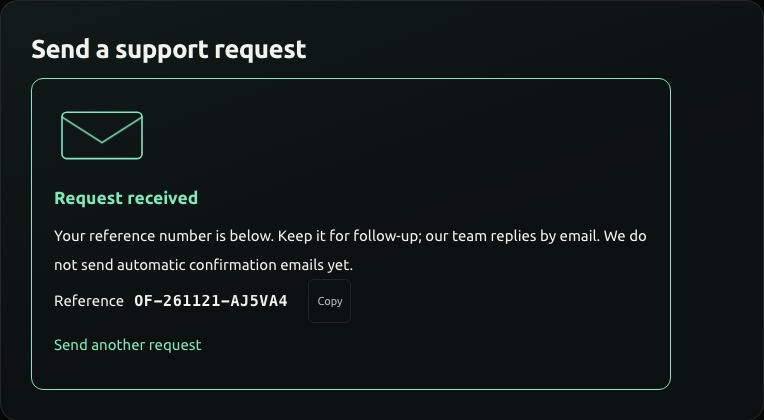 Send a support request
Request received
Your reference number is below. Keep it for follow-up; our team replies by email. We do
not send automatic confirmation emails yet.
Reference OF-261121-AJ5VA4 Copy
Send another request